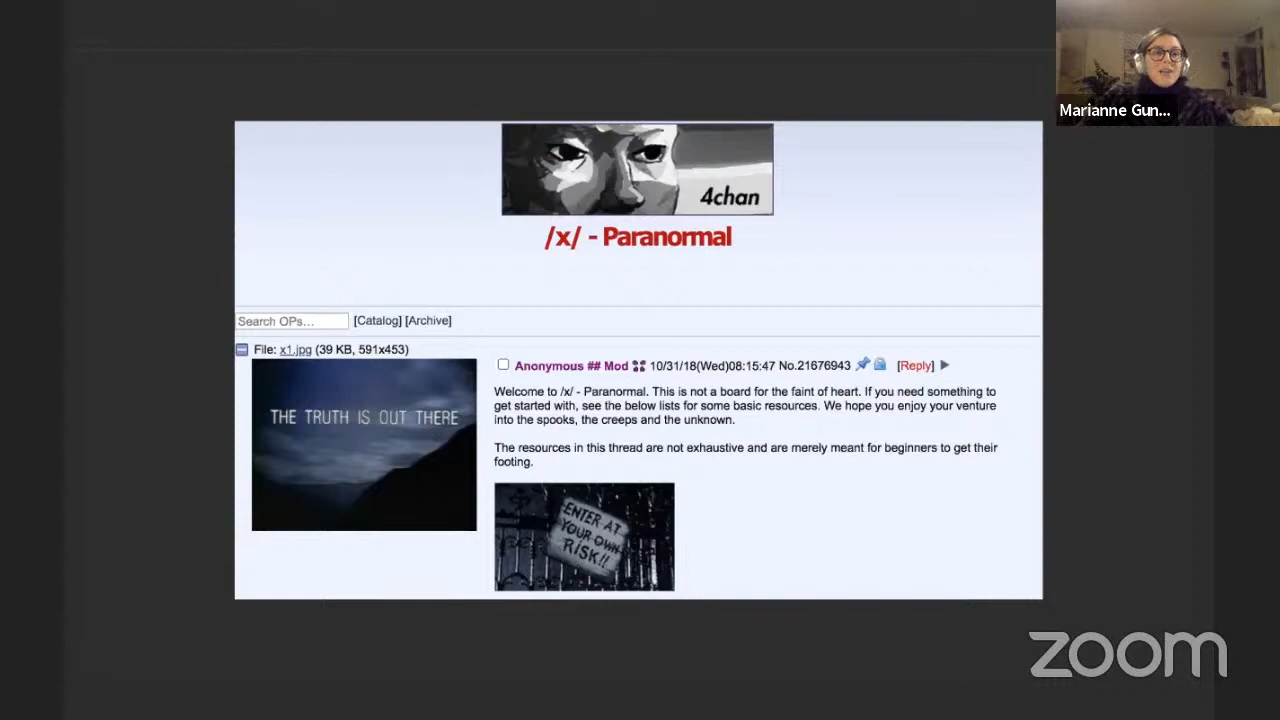 Marianne Gun...
4chan
/x/ - Paranormal
Search OPs... [Catalog] [Archive]
File: x1.jpg (39 KB, 591x453)
THE TRUTH IS OUT THERE
Anonymous ## Mod 10/31/18(Wed)08:15:47 No.21676943 [Reply]
Welcome to /x/ - Paranormal. This is not a board for the faint of heart. If you need something to
get started with, see the below lists for some basic resources. We hope you enjoy your venture
into the spooks, the creeps and the unknown.
The resources in this thread are not exhaustive and are merely meant for beginners to get their
footing.
ENTER AT
YOUR OWN
RISK!!
zoom